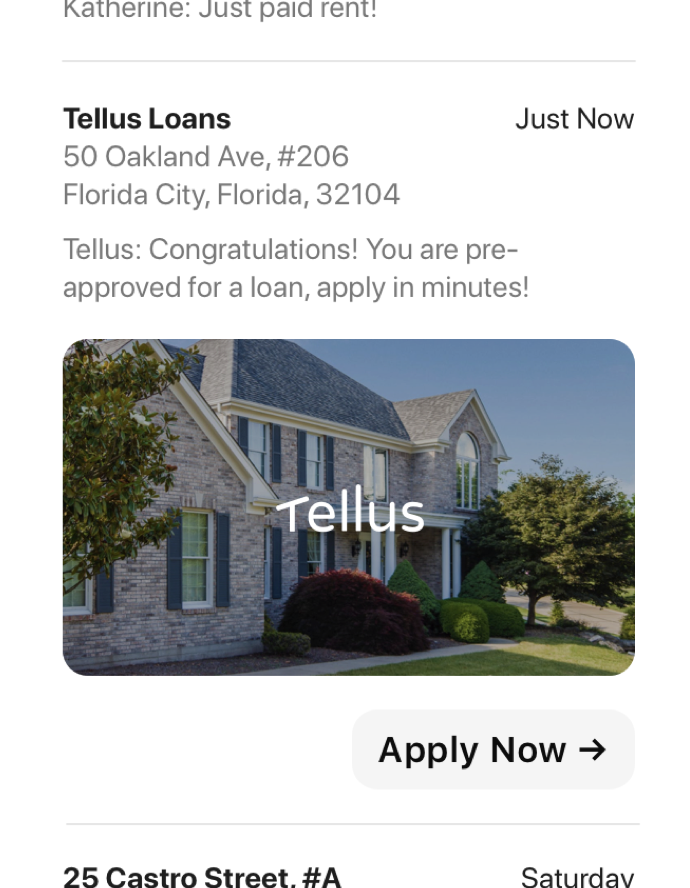 Katherine: Just paid rent!
Tellus Loans
Just Now
50 Oakland Ave, #206
Florida City, Florida, 32104
Tellus: Congratulations! You are pre-
approved for a loan, apply in minutes!
Tellus
Apply Now →
25 Castro Street, #A
Saturday